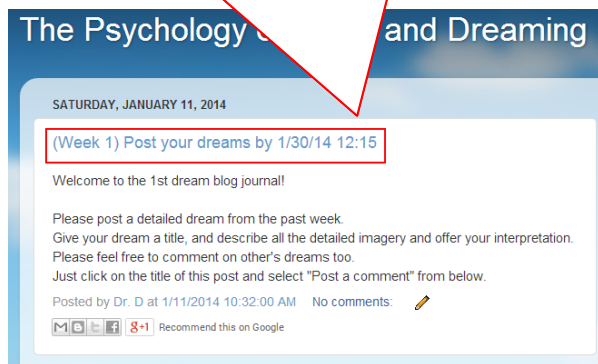 The Psychology and Dreaming
SATURDAY, JANUARY 11, 2014
(Week 1) Post your dreams by 1/30/14 12:15
Welcome to the 1st dream blog journal!
Please post a detailed dream from the past week.
Give your dream a title, and describe all the detailed imagery and offer your interpretation.
Please feel free to comment on other's dreams too.
Just click on the title of this post and select "Post a comment" from below.
Posted by Dr. D at 1/11/2014 10:32:00 AM No comments:
M B t f g+1 Recommend this on Google